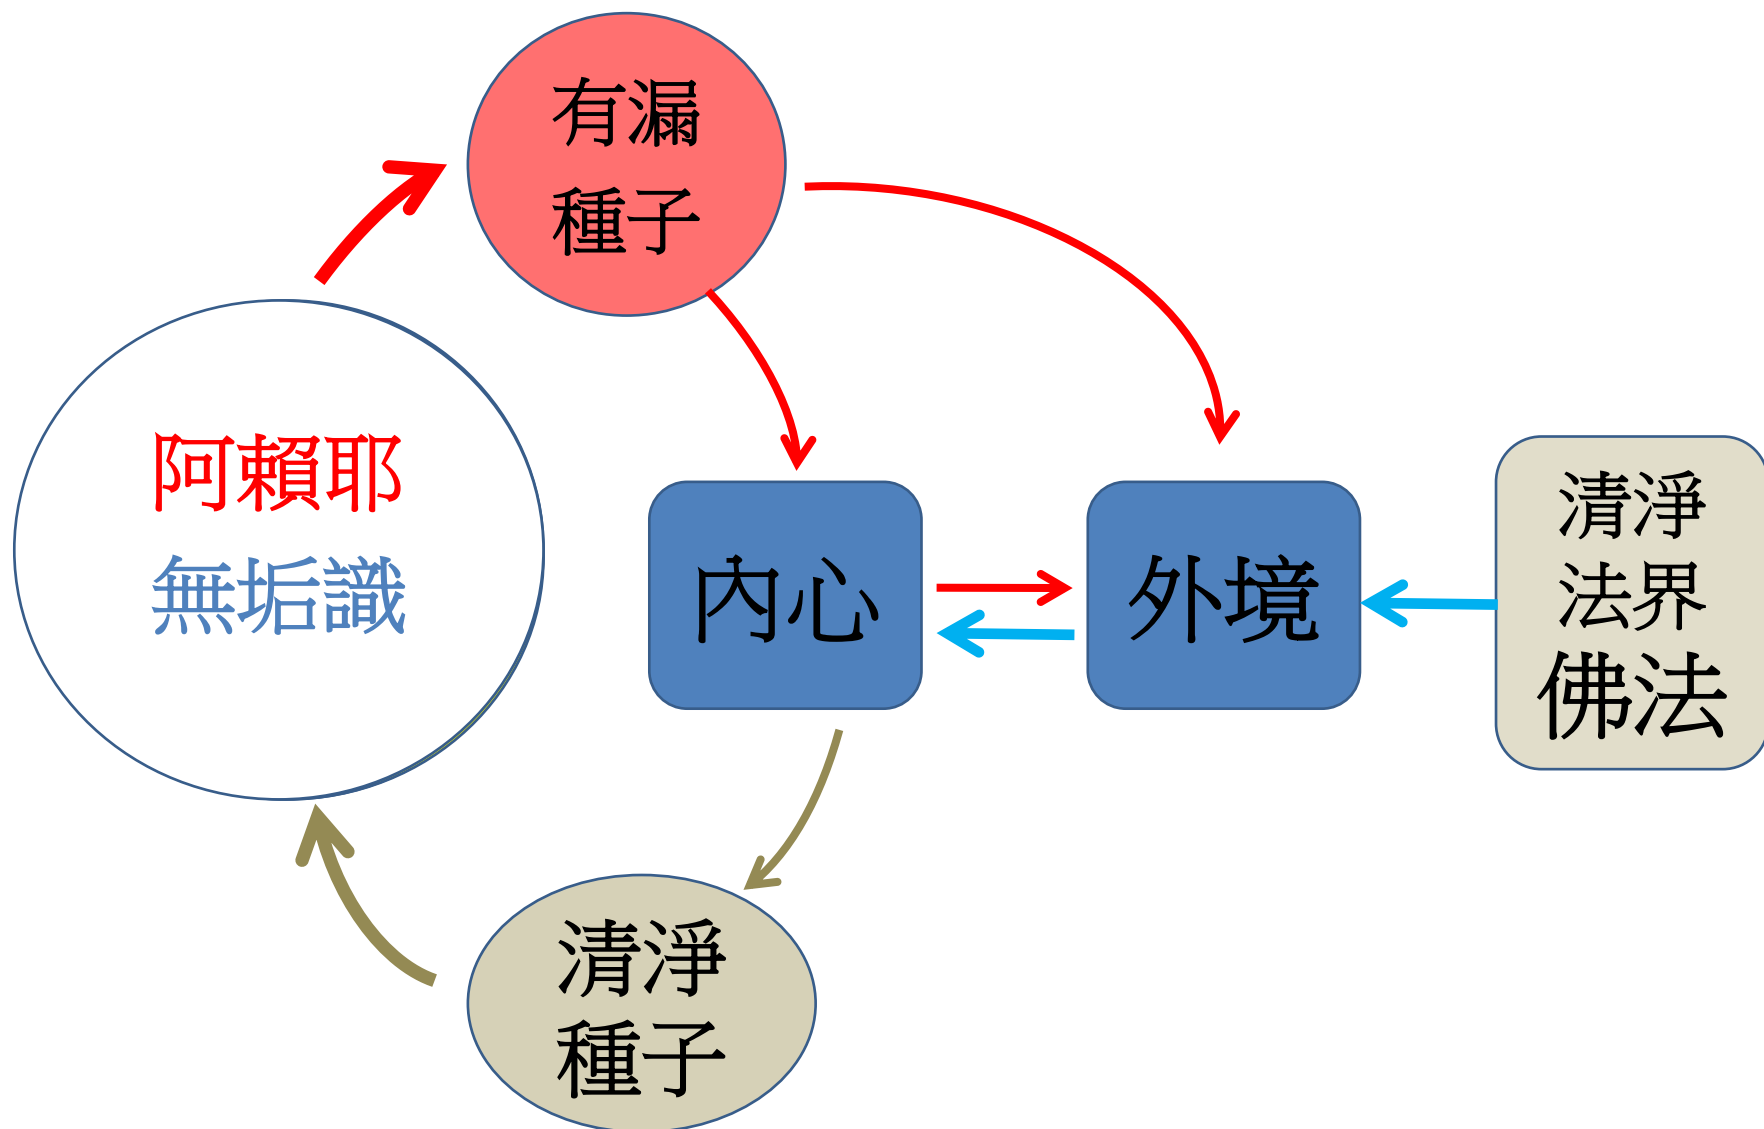 有漏
種子
阿賴耶
無垢識
內心
外境
清淨
法界
佛法
清淨
種子